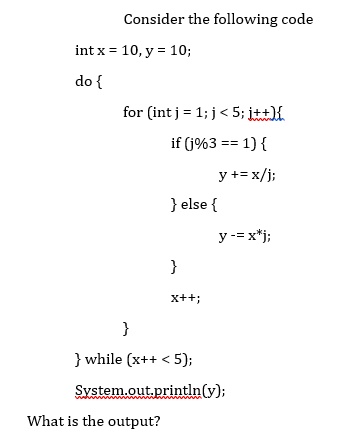 Consider the following code
int x = 10, y = 10;
do {
for (int j = 1; j < 5; j++){
if (j%3 == 1) {
y += x/j;
} else {
y -= x*j;
}
x++;
}
} while (x++ < 5);
System.out.println(y);
What is the output?